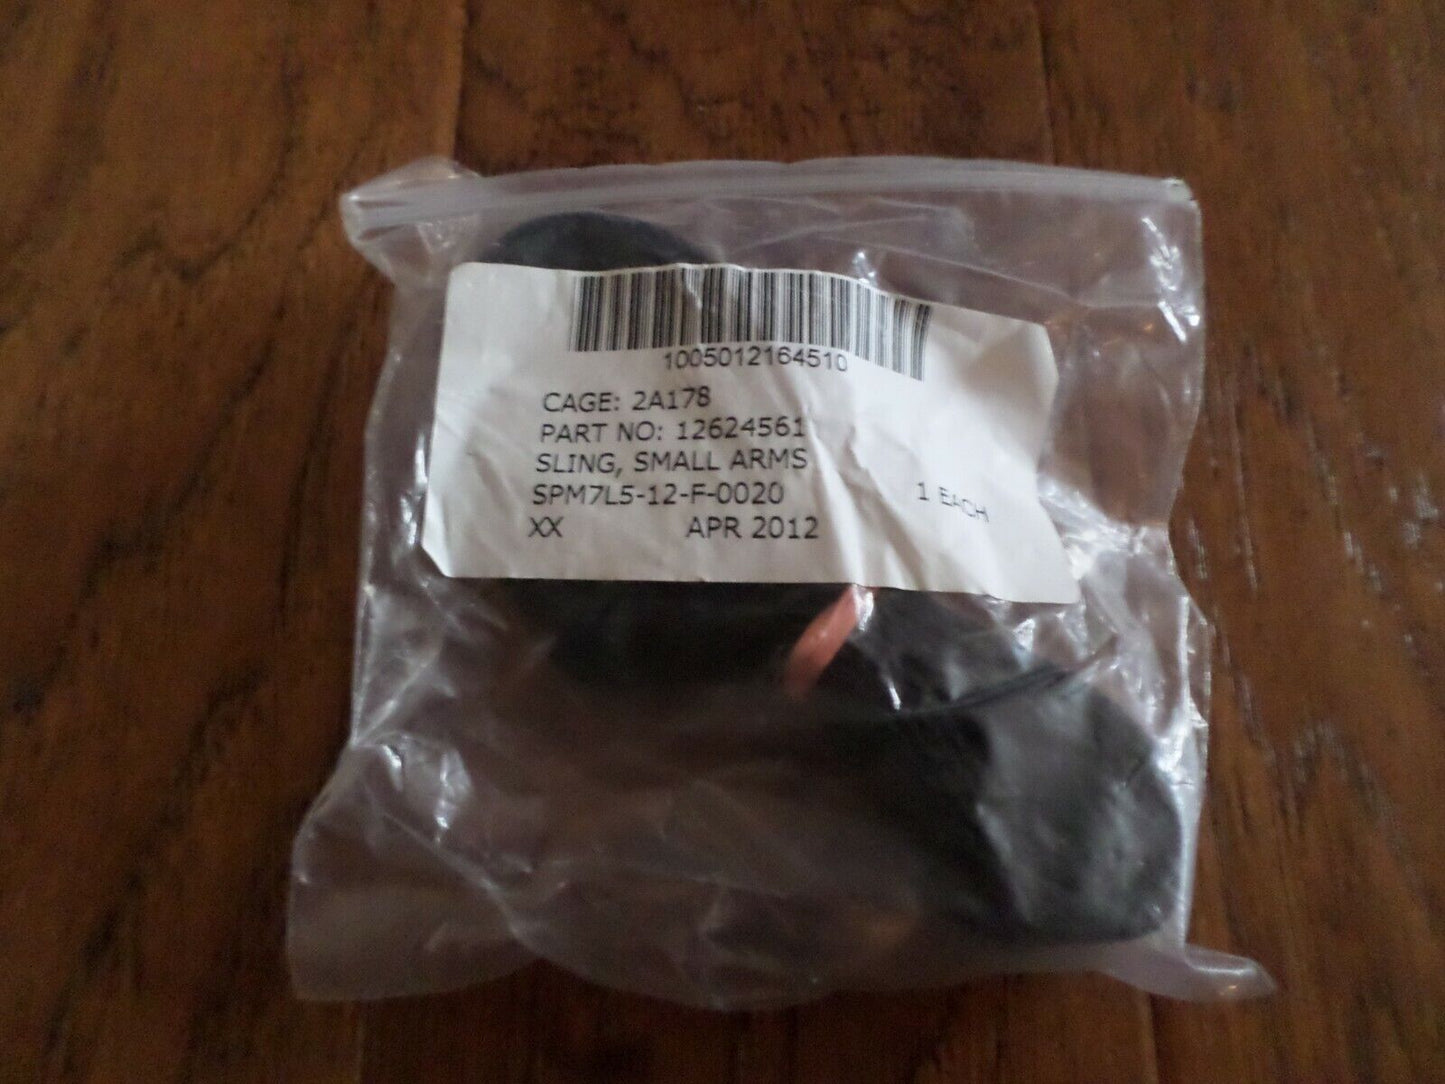 1005012164510
CAGE: 2A178
PART NO: 12624561
SLING, SMALL ARMS
SPM7L5-12-F-0020 1 EACH
XX APR 2012